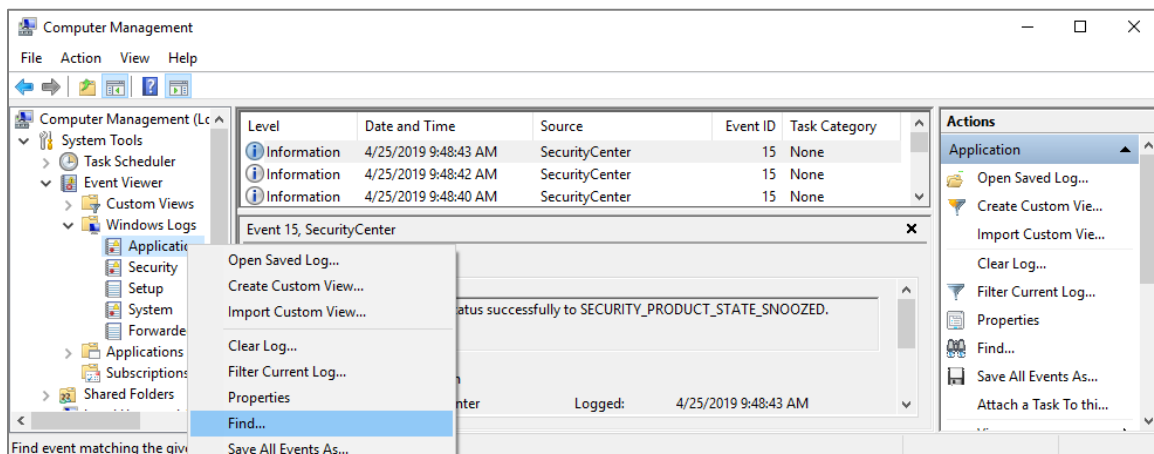 Computer Management
File Action View Help
Computer Management (Lc
System Tools
Task Scheduler
Event Viewer
Custom Views
Windows Logs
Applicatic
Security
Setup
System
Forwarde
Applications
Subscriptions
Shared Folders
Level Date and Time Source Event ID Task Category
Information 4/25/2019 9:48:43 AM SecurityCenter 15 None
Information 4/25/2019 9:48:42 AM SecurityCenter 15 None
Information 4/25/2019 9:48:40 AM SecurityCenter 15 None
Event 15, SecurityCenter
atus successfully to SECURITY_PRODUCT_STATE_SNOOZED.
nter Logged: 4/25/2019 9:48:43 AM
Open Saved Log...
Create Custom View...
Import Custom View...
Clear Log...
Filter Current Log...
Properties
Find...
Save All Events As...
Actions
Application
Open Saved Log...
Create Custom Vie...
Import Custom Vie...
Clear Log...
Filter Current Log...
Properties
Find...
Save All Events As...
Attach a Task To thi...
Find event matching the give